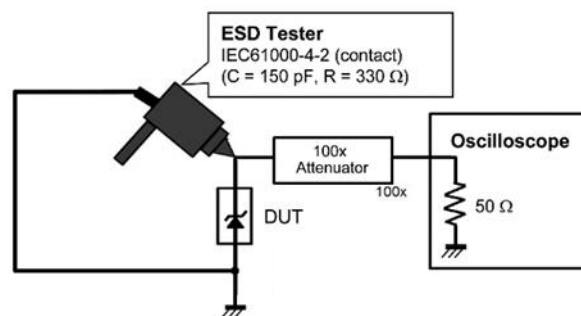 ESD Tester
IEC61000-4-2 (contact)
(C = 150 pF, R = 330 Ω)
Oscilloscope
100x
Attenuator
100x
50 Ω
DUT